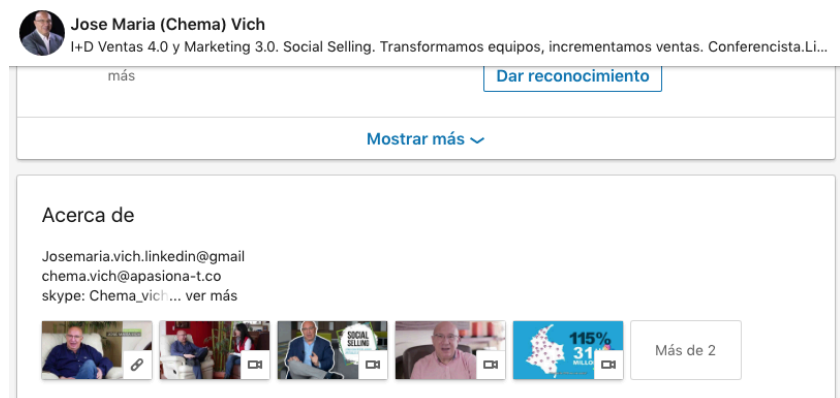 Jose Maria (Chema) Vich
I+D Ventas 4.0 y Marketing 3.0. Social Selling. Transformamos equipos, incrementamos ventas. Conferencista.Li...
más
Dar reconocimiento
Mostrar más
Acerca de
Josemaria.vich.linkedin@gmail
chema.vich@apasiona-t.co
skype: Chema_vich... ver más
SOCIAL
SELLING
115%
Más de 2